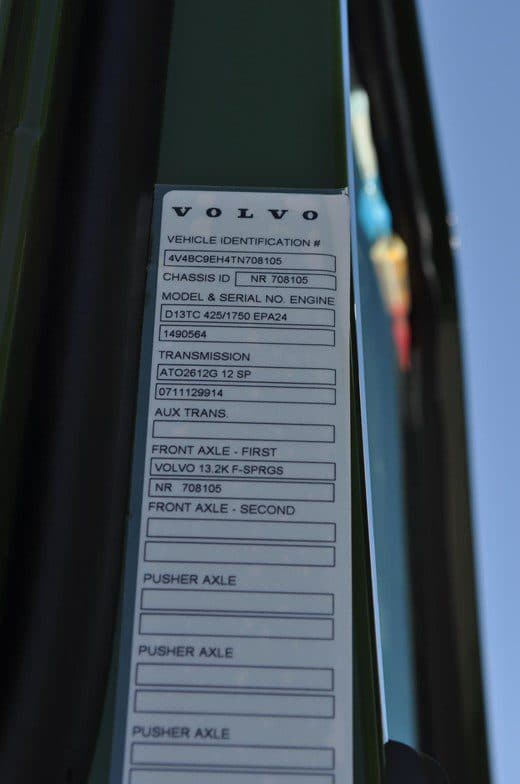 VOLVO
VEHICLE IDENTIFICATION #
4V4BC9EH4TN708105
CHASSIS ID NR 708105
MODEL & SERIAL NO. ENGINE
D13TC 425/1750 EPA24
1490564
TRANSMISSION
ATO2612G 12 SP
0711129914
AUX TRANS.
FRONT AXLE - FIRST
VOLVO 13.2K F-SPRGS
NR 708105
FRONT AXLE - SECOND
PUSHER AXLE
PUSHER AXLE
PUSHER AXLE